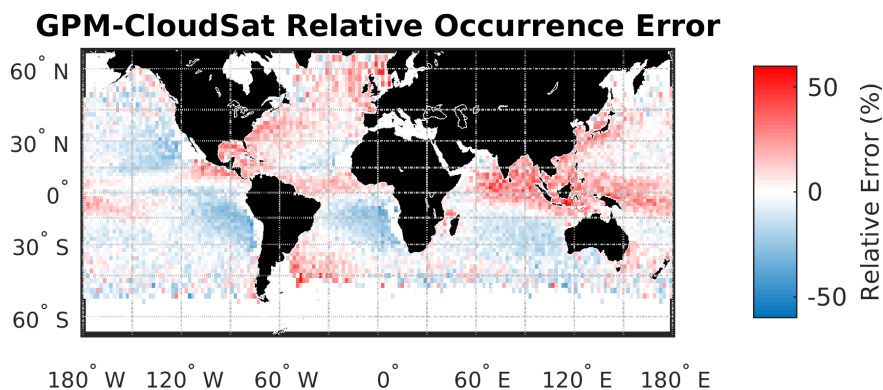 GPM-CloudSat Relative Occurrence Error
60° N
30° N
0°
30° S
60° S
180° W 120° W 60° W 0° 60° E 120° E 180° E
50
0
-50
Relative Error (%)